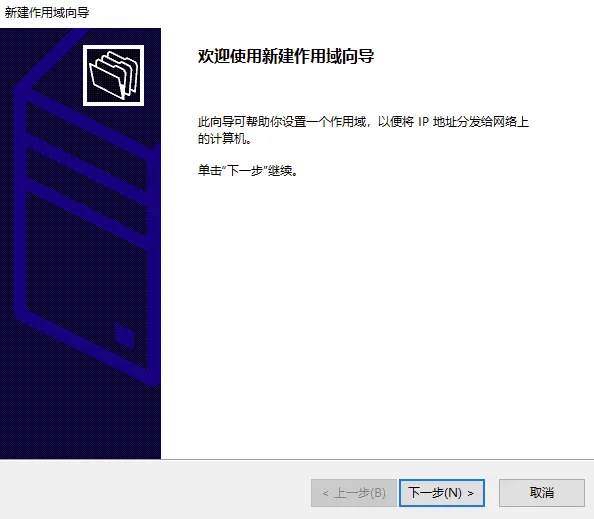 新建作用域向导
欢迎使用新建作用域向导
此向导可帮助你设置一个作用域，以便将 IP 地址分发给网络上
的计算机。
单击"下一步"继续。
< 上一步(B)
下一步(N) >
取消